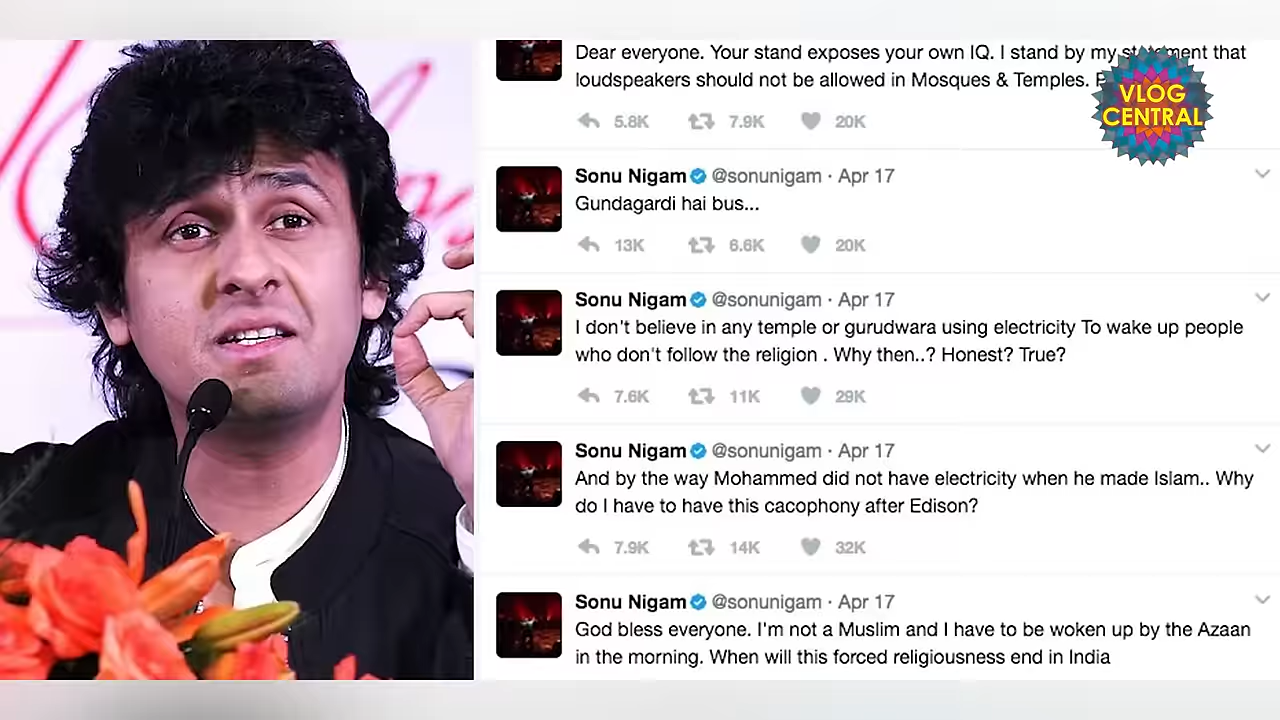 Dear everyone. Your stand exposes your own IQ. I stand by my statement that
loudspeakers should not be allowed in Mosques & Temples.
5.8K 7.9K 20K
VLOG
CENTRAL
Sonu Nigam @sonunigam · Apr 17
Gundagardi hai bus...
13K 6.6K 20K
Sonu Nigam @sonunigam · Apr 17
I don't believe in any temple or gurudwara using electricity To wake up people
who don't follow the religion . Why then..? Honest? True?
7.6K 11K 29K
Sonu Nigam @sonunigam · Apr 17
And by the way Mohammed did not have electricity when he made Islam.. Why
do I have to have this cacophony after Edison?
7.9K 14K 32K
Sonu Nigam @sonunigam · Apr 17
God bless everyone. I'm not a Muslim and I have to be woken up by the Azaan
in the morning. When will this forced religiousness end in India